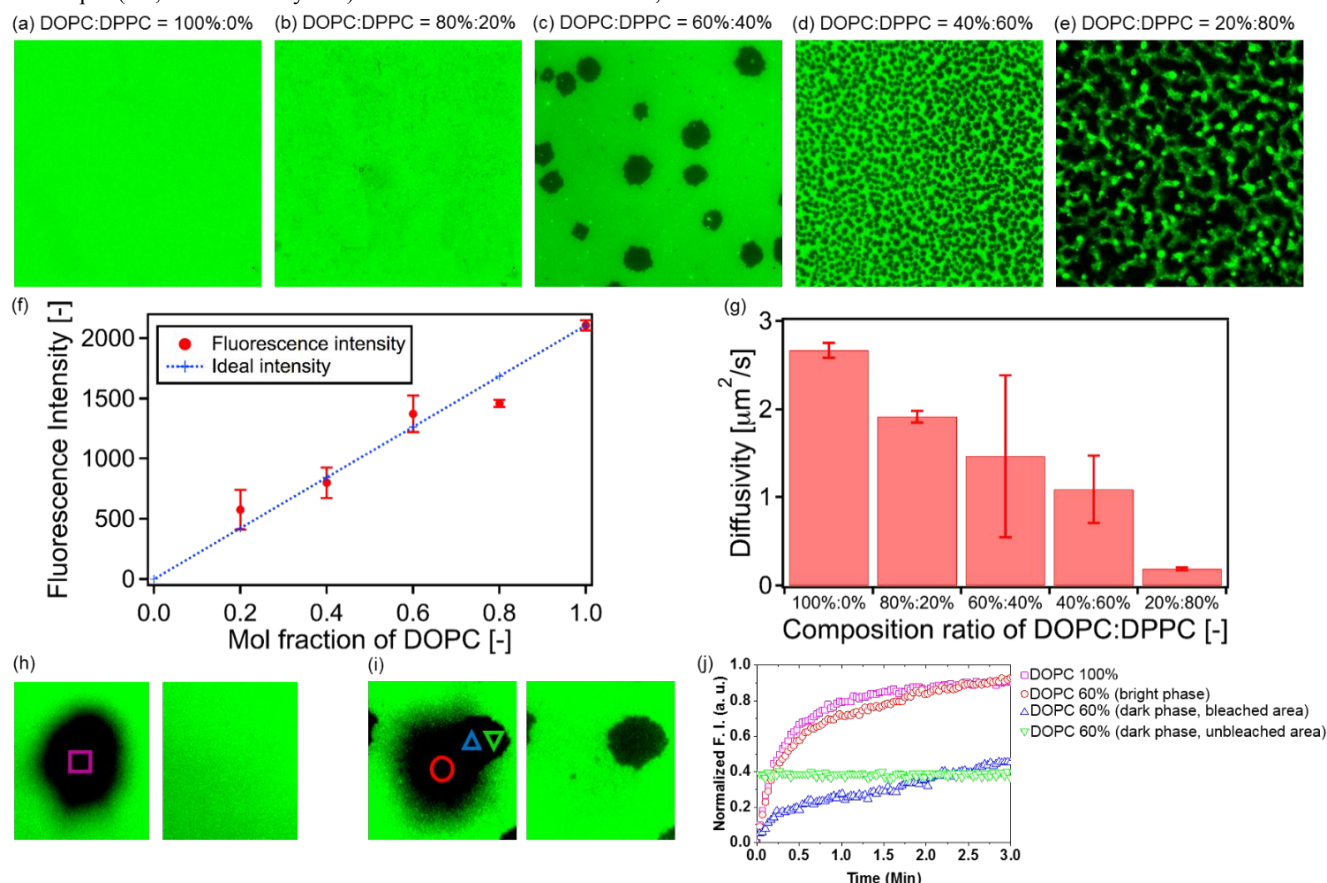 (a) DOPC:DPPC = 100%:0%
(b) DOPC:DPPC = 80%:20%
(c) DOPC:DPPC = 60%:40%
(d) DOPC:DPPC = 40%:60%
(e) DOPC:DPPC = 20%:80%
(f)
Fluorescence Intensity [-]
2000
1500
1000
500
0
Fluorescence intensity
Ideal intensity
0.0 0.2 0.4 0.6 0.8 1.0
Mol fraction of DOPC [-]
(g)
Diffusivity [μm²/s]
3
2
1
0
100%:0% 80%:20% 60%:40% 40%:60% 20%:80%
Composition ratio of DOPC:DPPC [-]
(h)
(i)
(j)
Normalized F. I. (a. u.)
1.0
0.8
0.6
0.4
0.2
0.0
0.0 0.5 1.0 1.5 2.0 2.5 3.0
Time (Min)
DOPC 100%
DOPC 60% (bright phase)
DOPC 60% (dark phase, bleached area)
DOPC 60% (dark phase, unbleached area)